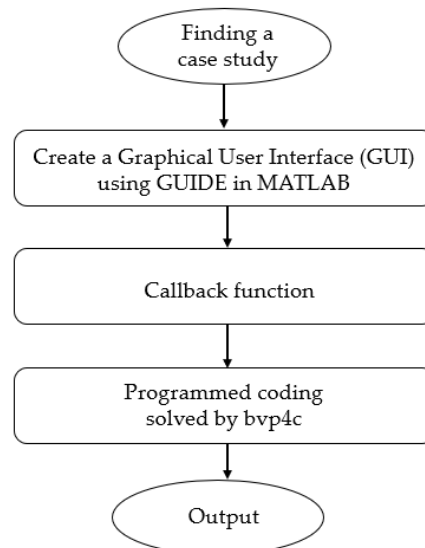 Finding a
case study
Create a Graphical User Interface (GUI)
using GUIDE in MATLAB
Callback function
Programmed coding
solved by bvp4c
Output